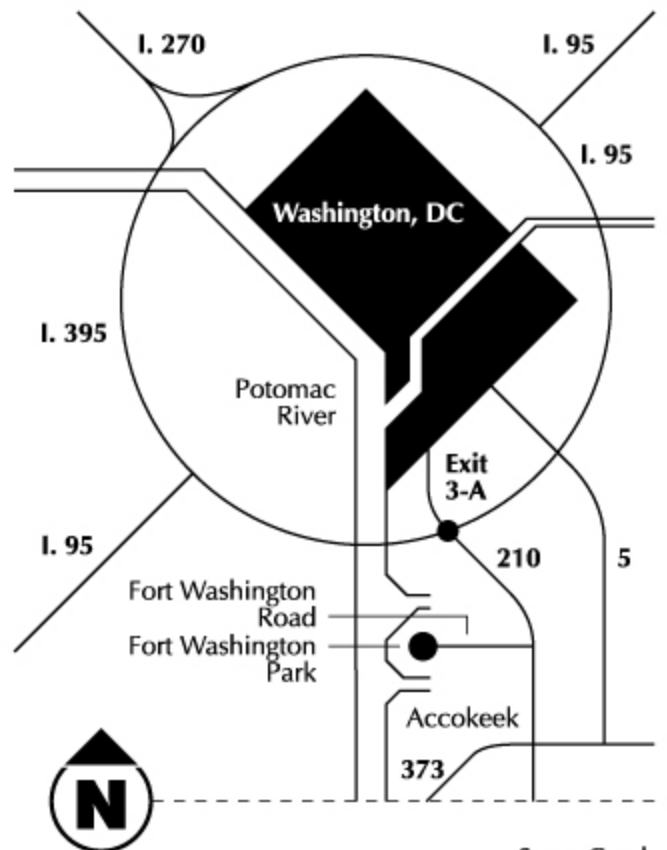 I. 270
I. 95
I. 95
Washington, DC
I. 395
Potomac
River
Exit
3-A
I. 95
210
5
Fort Washington
Road
Fort Washington
Park
Accokeek
373
N